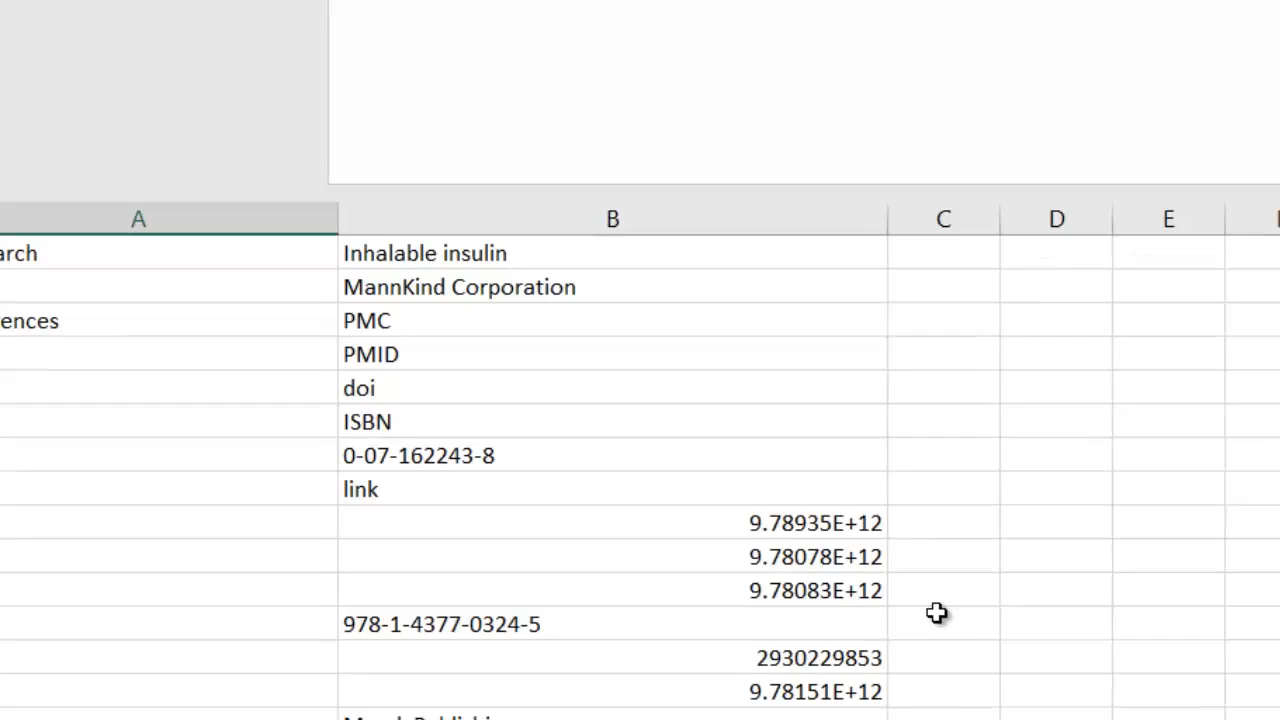 A B C D E
arch Inhalable insulin
MannKind Corporation
ences PMC
PMID
doi
ISBN
0-07-162243-8
link
9.78935E+12
9.78078E+12
9.78083E+12
978-1-4377-0324-5
2930229853
9.78151E+12